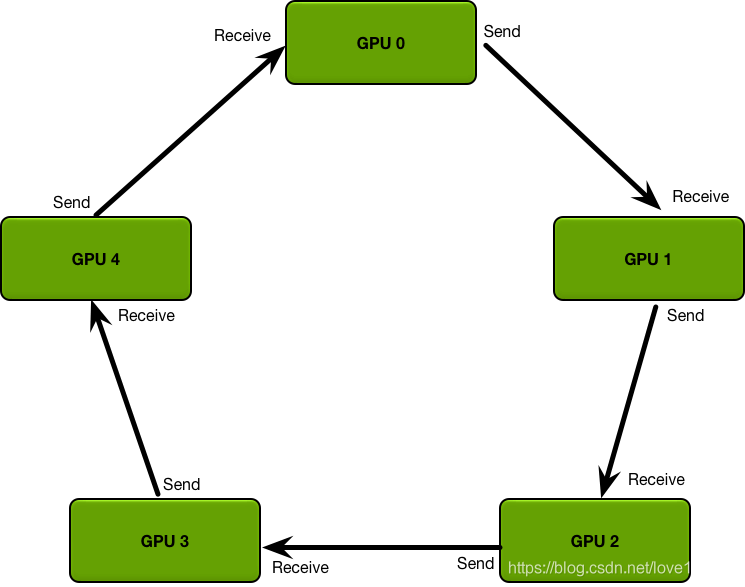 GPU 0
Receive
Send
Send
Receive
GPU 4
GPU 1
Receive
Send
Send
Receive
GPU 3
GPU 2
Receive
Send
https://blog.csdn.net/love1